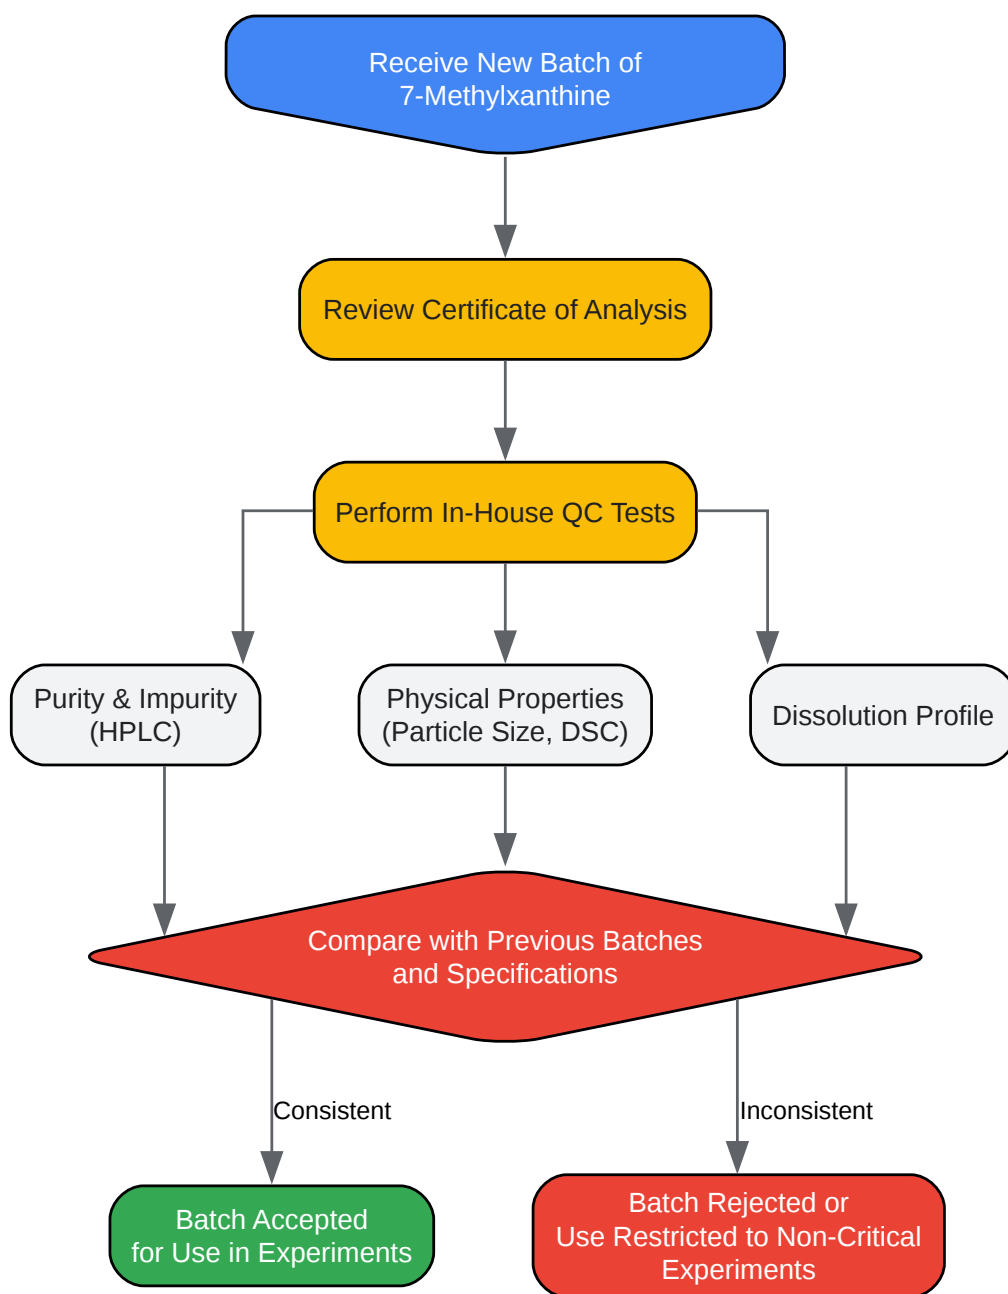 Receive New Batch of
7-Methylxanthine
Review Certificate of Analysis
Perform In-House QC Tests
Purity & Impurity
(HPLC)
Physical Properties
(Particle Size, DSC)
Dissolution Profile
Compare with Previous Batches
and Specifications
Consistent
Inconsistent
Batch Accepted
for Use in Experiments
Batch Rejected or
Use Restricted to Non-Critical
Experiments